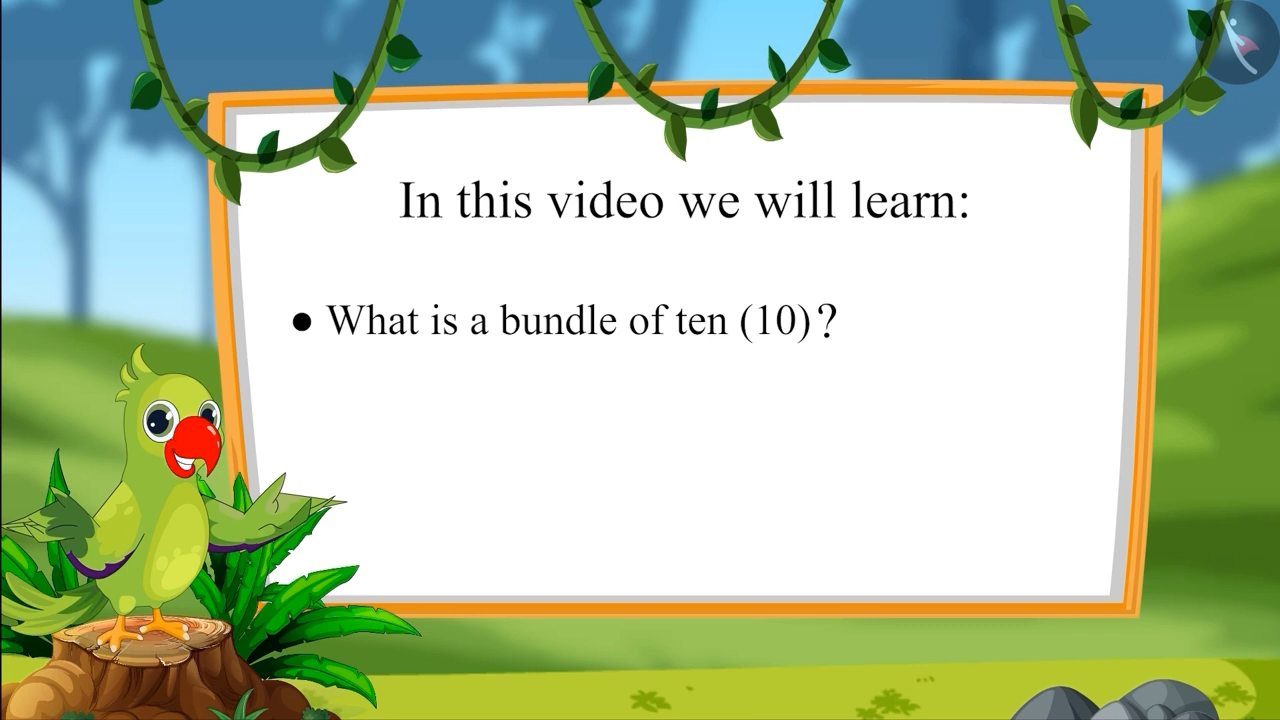 In this video we will learn:
● What is a bundle of ten (10)?